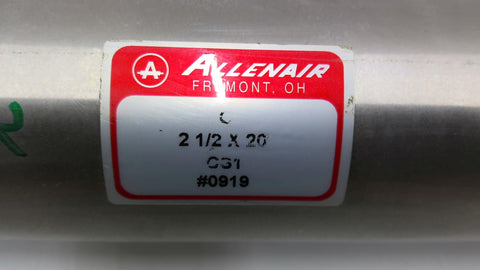 A
ALLENAIR
FREMONT, OH
C
2 1/2 X 20
#0919